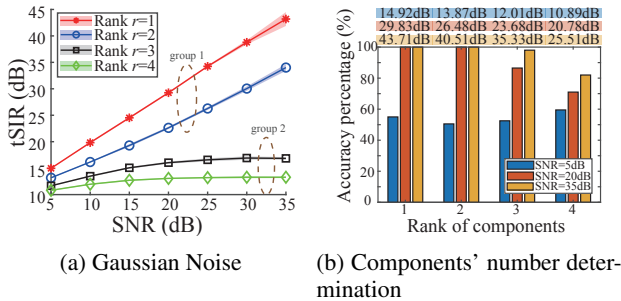 45
40
35
30
25
20
15
10
tSIR (dB)
Rank r=1
Rank r=2
Rank r=3
Rank r=4
group 1
group 2
5 10 15 20 25 30 35
SNR (dB)
(a) Gaussian Noise
14.92dB 13.87dB 12.01dB 10.89dB
29.83dB 26.48dB 23.68dB 20.78dB
43.71dB 40.51dB 35.33dB 25.51dB
100
80
60
40
20
0
Accuracy percentage (%)
SNR=5dB
SNR=20dB
SNR=35dB
1 2 3 4
Rank of components
(b) Components' number deter-
mination